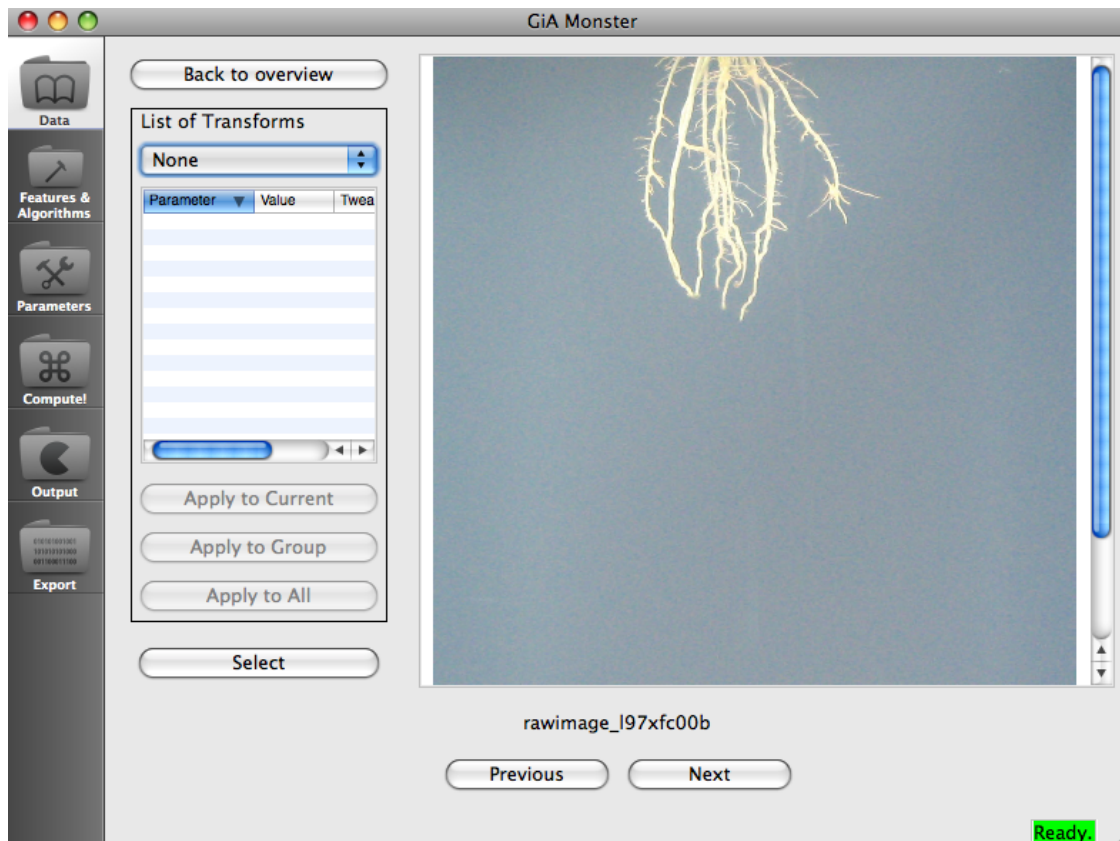 GiA Monster
Data
Features &
Algorithms
Parameters
Compute!
Output
Export
Back to overview
List of Transforms
None
Parameter Value Twea
Apply to Current
Apply to Group
Apply to All
Select
rawimage_l97xfc00b
Previous Next
Ready.